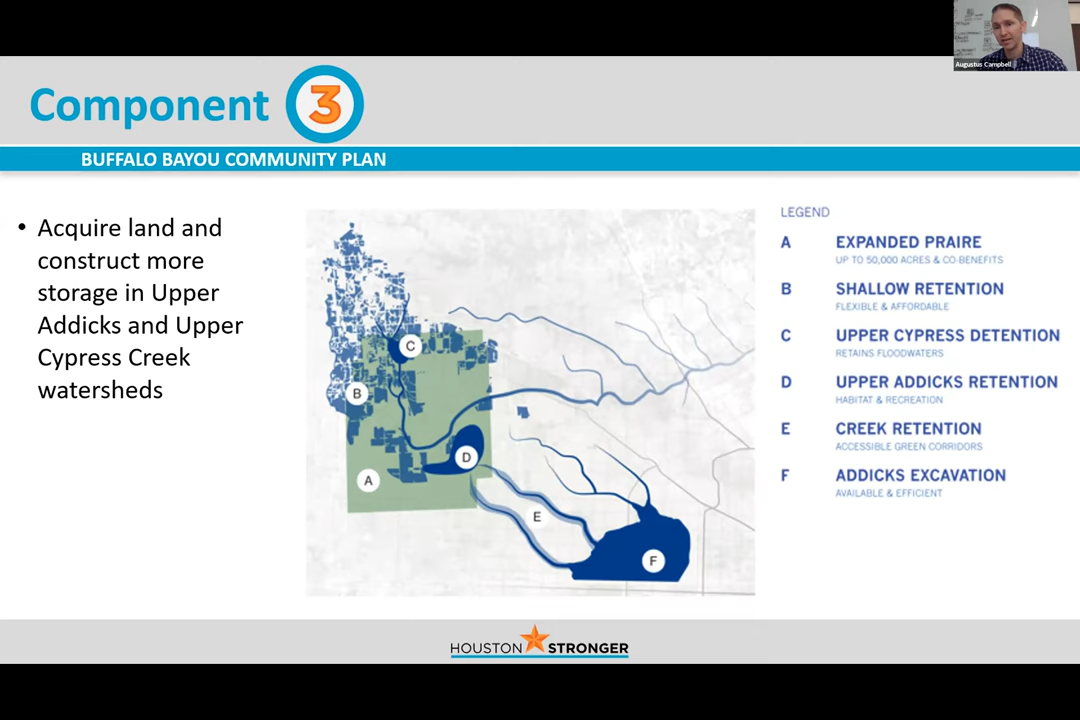 Augustus Campbell
Component 3
BUFFALO BAYOU COMMUNITY PLAN
• Acquire land and
construct more
storage in Upper
Addicks and Upper
Cypress Creek
watersheds
C
B
D
A
E
F
LEGEND
A EXPANDED PRAIRE
UP TO 50,000 ACRES & CO-BENEFITS
B SHALLOW RETENTION
FLEXIBLE & AFFORDABLE
C UPPER CYPRESS DETENTION
RETAINS FLOODWATERS
D UPPER ADDICKS RETENTION
HABITAT & RECREATION
E CREEK RETENTION
ACCESSIBLE GREEN CORRIDORS
F ADDICKS EXCAVATION
AVAILABLE & EFFICIENT
HOUSTON STRONGER